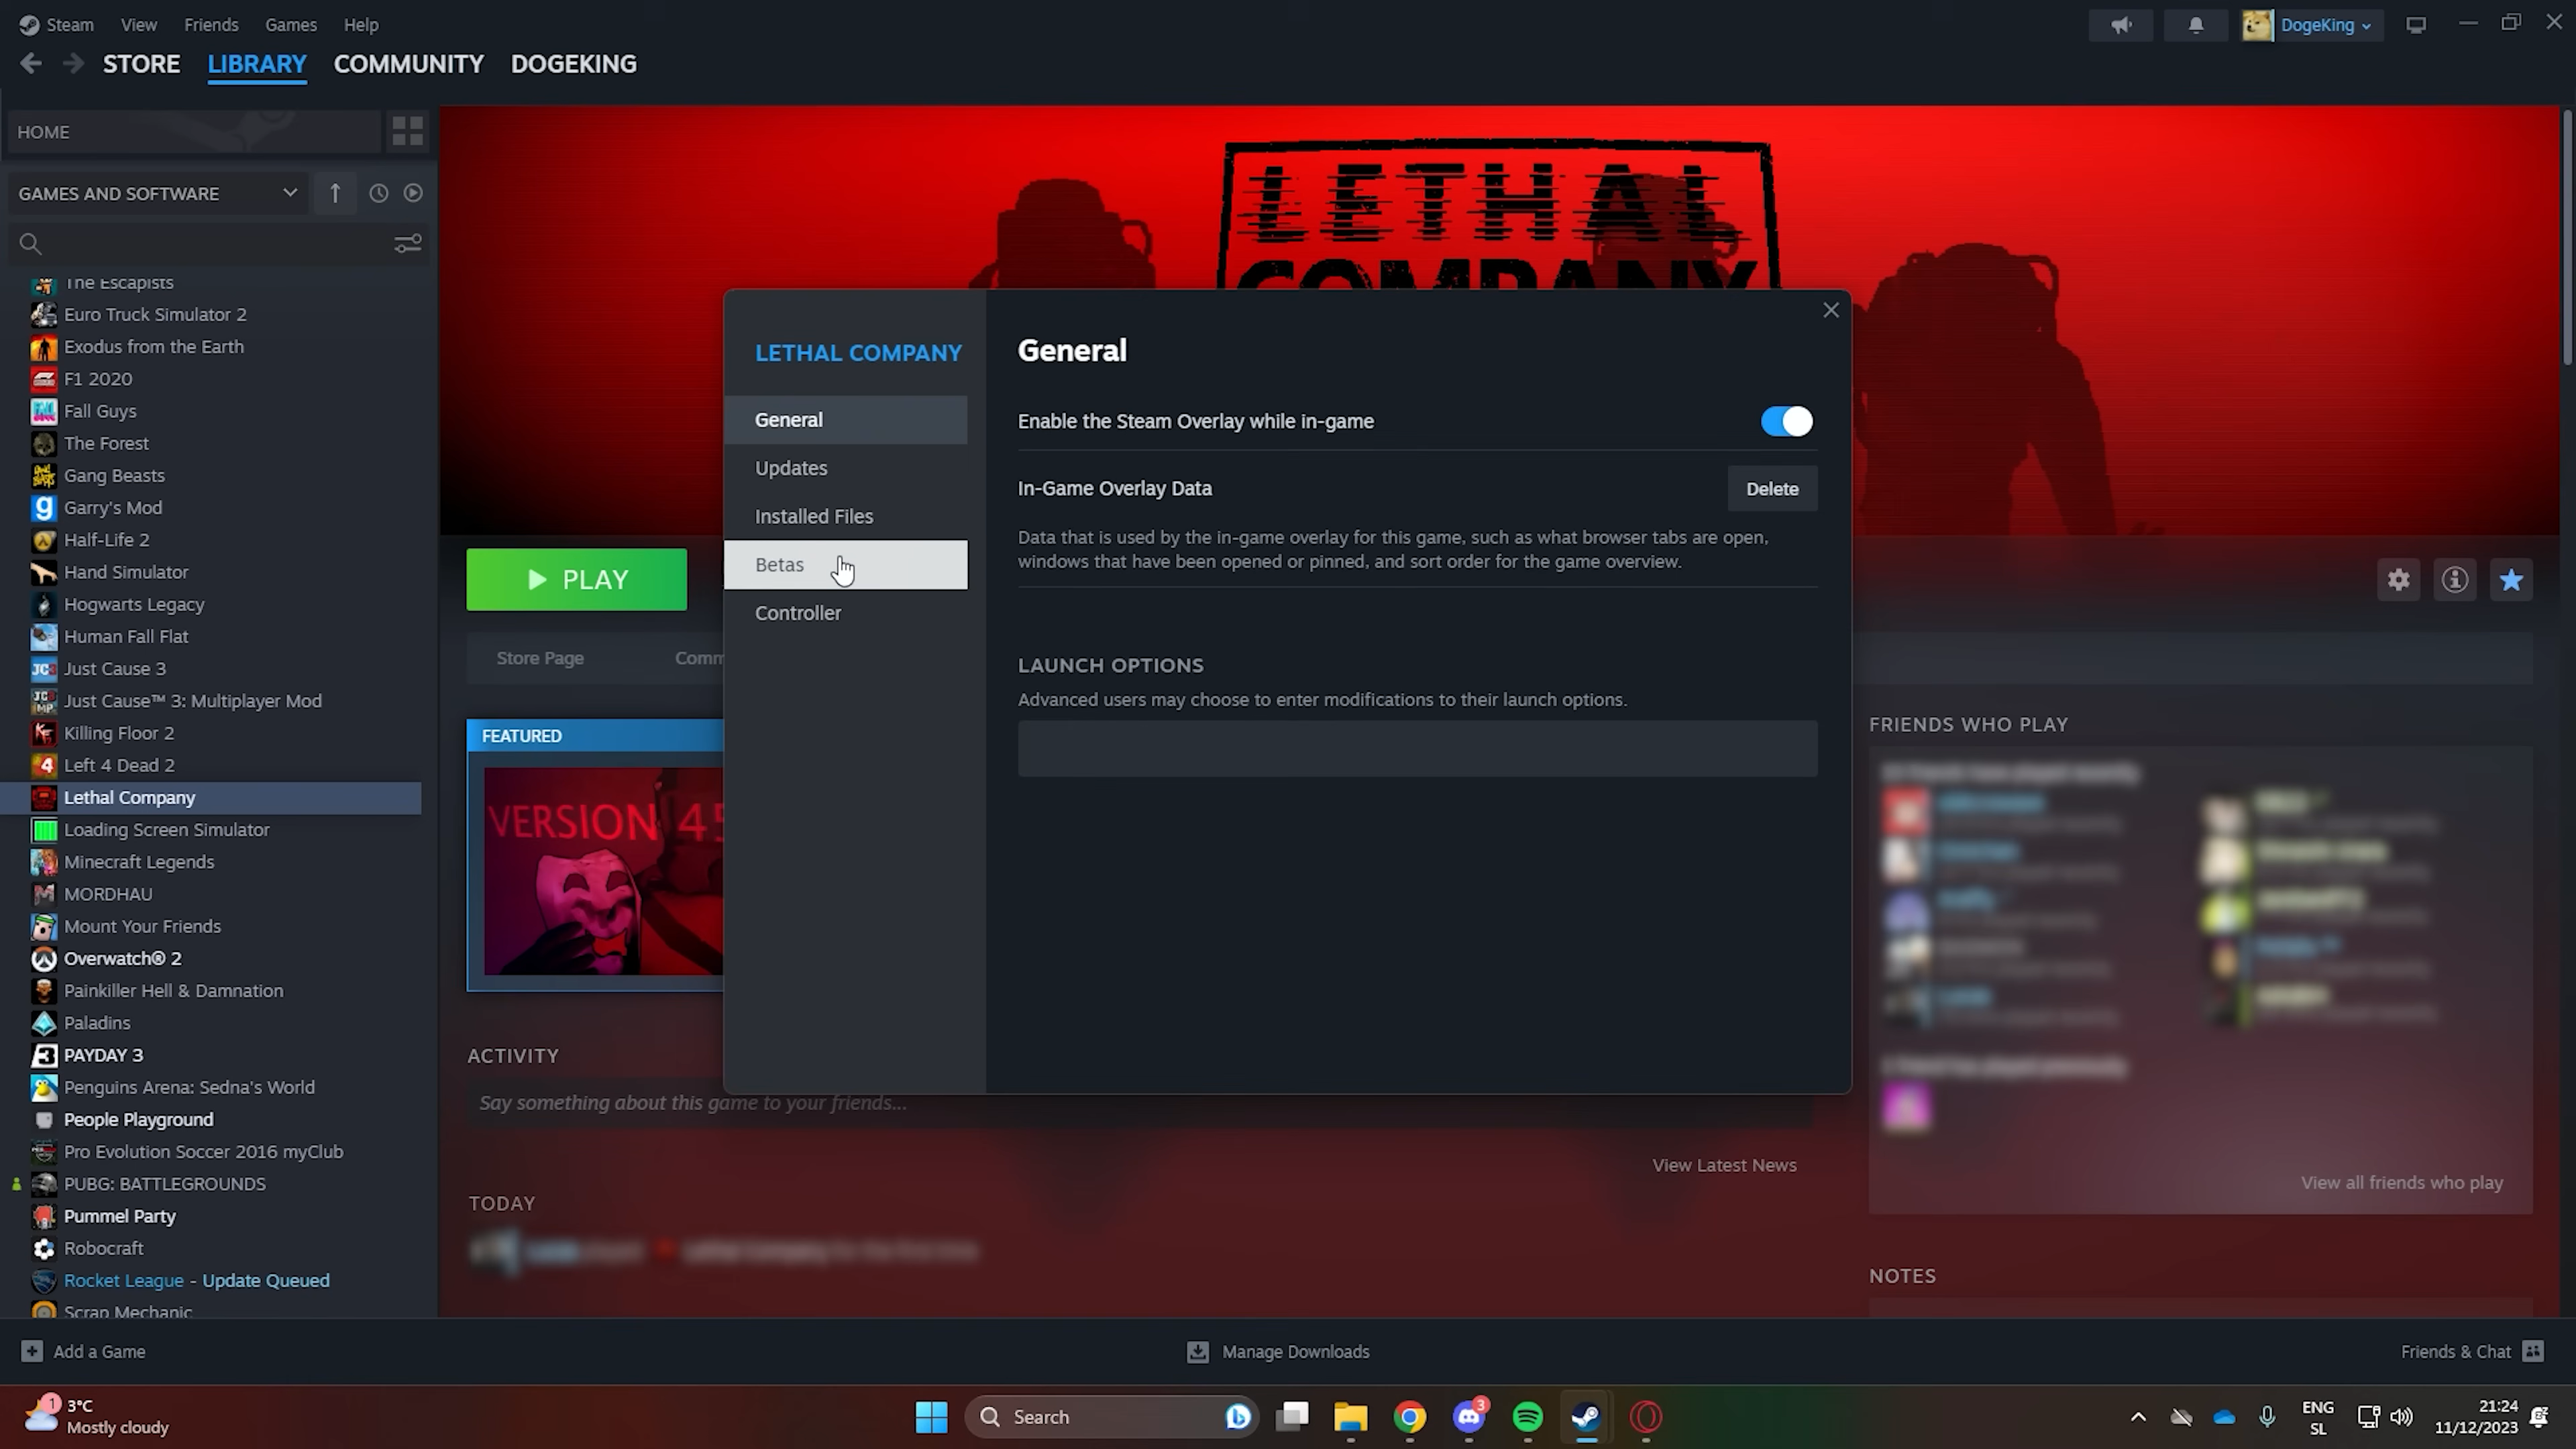 Steam View Friends Games Help
DogeKing
STORE LIBRARY COMMUNITY DOGEKING
HOME
GAMES AND SOFTWARE
The Escapists
Euro Truck Simulator 2
Exodus from the Earth
F1 2020
Fall Guys
The Forest
Gang Beasts
Garry's Mod
Half-Life 2
Hand Simulator
Hogwarts Legacy
Human Fall Flat
Just Cause 3
Just Cause™ 3: Multiplayer Mod
Killing Floor 2
Left 4 Dead 2
Lethal Company
Loading Screen Simulator
Minecraft Legends
MORDHAU
Mount Your Friends
Overwatch® 2
Painkiller Hell & Damnation
Paladins
PAYDAY 3
Penguins Arena: Sedna's World
People Playground
Pro Evolution Soccer 2016 myClub
PUBG: BATTLEGROUNDS
Pummel Party
Robocraft
Rocket League - Update Queued
Scrap Mechanic
LETHAL
COMPANY
PLAY
Store Page Comm
FEATURED
VERSION 45
LETHAL COMPANY
General
Updates
Installed Files
Betas
Controller
General
Enable the Steam Overlay while in-game
In-Game Overlay Data
Delete
Data that is used by the in-game overlay for this game, such as what browser tabs are open,
windows that have been opened or pinned, and sort order for the game overview.
LAUNCH OPTIONS
Advanced users may choose to enter modifications to their launch options.
FRIENDS WHO PLAY
View all friends who play
ACTIVITY
Say something about this game to your friends...
View Latest News
TODAY
NOTES
Add a Game
Manage Downloads
Friends & Chat
1
3°C
Mostly cloudy
Search
3
ENG
SL
21:24
11/12/2023